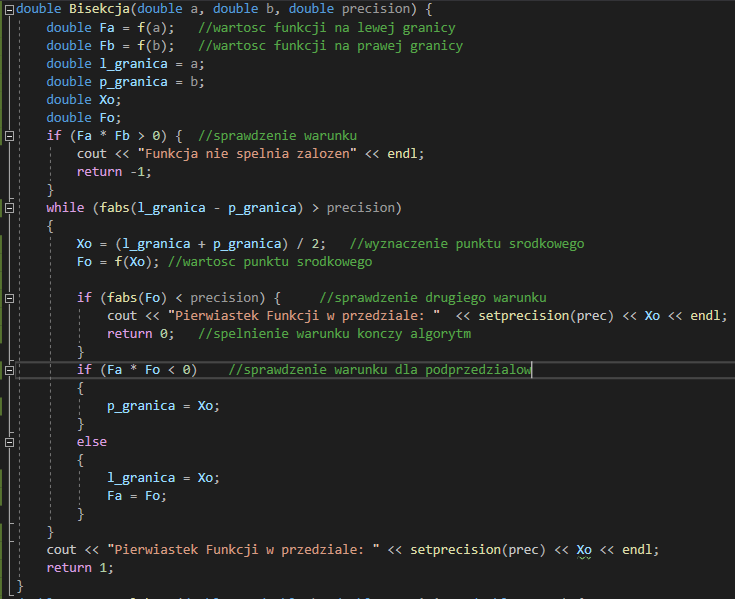 double Bisekcja(double a, double b, double precision) {
    double Fa = f(a);   //wartosc funkcji na lewej granicy
    double Fb = f(b);   //wartosc funkcji na prawej granicy
    double l_granica = a;
    double p_granica = b;
    double Xo;
    double Fo;
    if (Fa * Fb > 0) {  //sprawdzenie warunku
        cout << "Funkcja nie spelnia zalozen" << endl;
        return -1;
    }
    while (fabs(l_granica - p_granica) > precision)
    {
        Xo = (l_granica + p_granica) / 2;   //wyznaczenie punktu srodkowego
        Fo = f(Xo); //wartosc punktu srodkowego

        if (fabs(Fo) < precision) {     //sprawdzenie drugiego warunku
            cout << "Pierwiastek Funkcji w przedziale: "  << setprecision(prec) << Xo << endl;
            return 0;   //spelnienie warunku konczy algorytm
        }
        if (Fa * Fo < 0)    //sprawdzenie warunku dla podprzedzialow
        {
            p_granica = Xo;
        }
        else
        {
            l_granica = Xo;
            Fa = Fo;
        }
    }
    cout << "Pierwiastek Funkcji w przedziale: " << setprecision(prec) << Xo << endl;
    return 1;
}